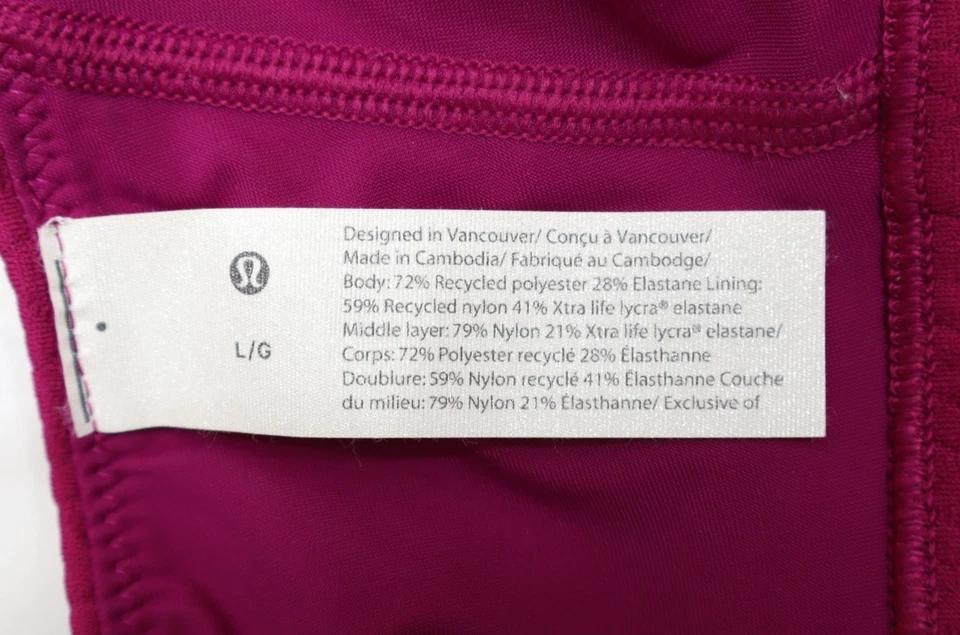 L/G
Designed in Vancouver/ Conçu à Vancouver/
Made in Cambodia/ Fabriqué au Cambodge/
Body: 72% Recycled polyester 28% Elastane Lining:
59% Recycled nylon 41% Xtra life lycra® elastane
Middle layer: 79% Nylon 21% Xtra life lycra® elastane/
Corps: 72% Polyester recyclé 28% Élasthanne
Doublure: 59% Nylon recyclé 41% Élasthanne Couche
du milieu: 79% Nylon 21% Élasthanne/ Exclusive of